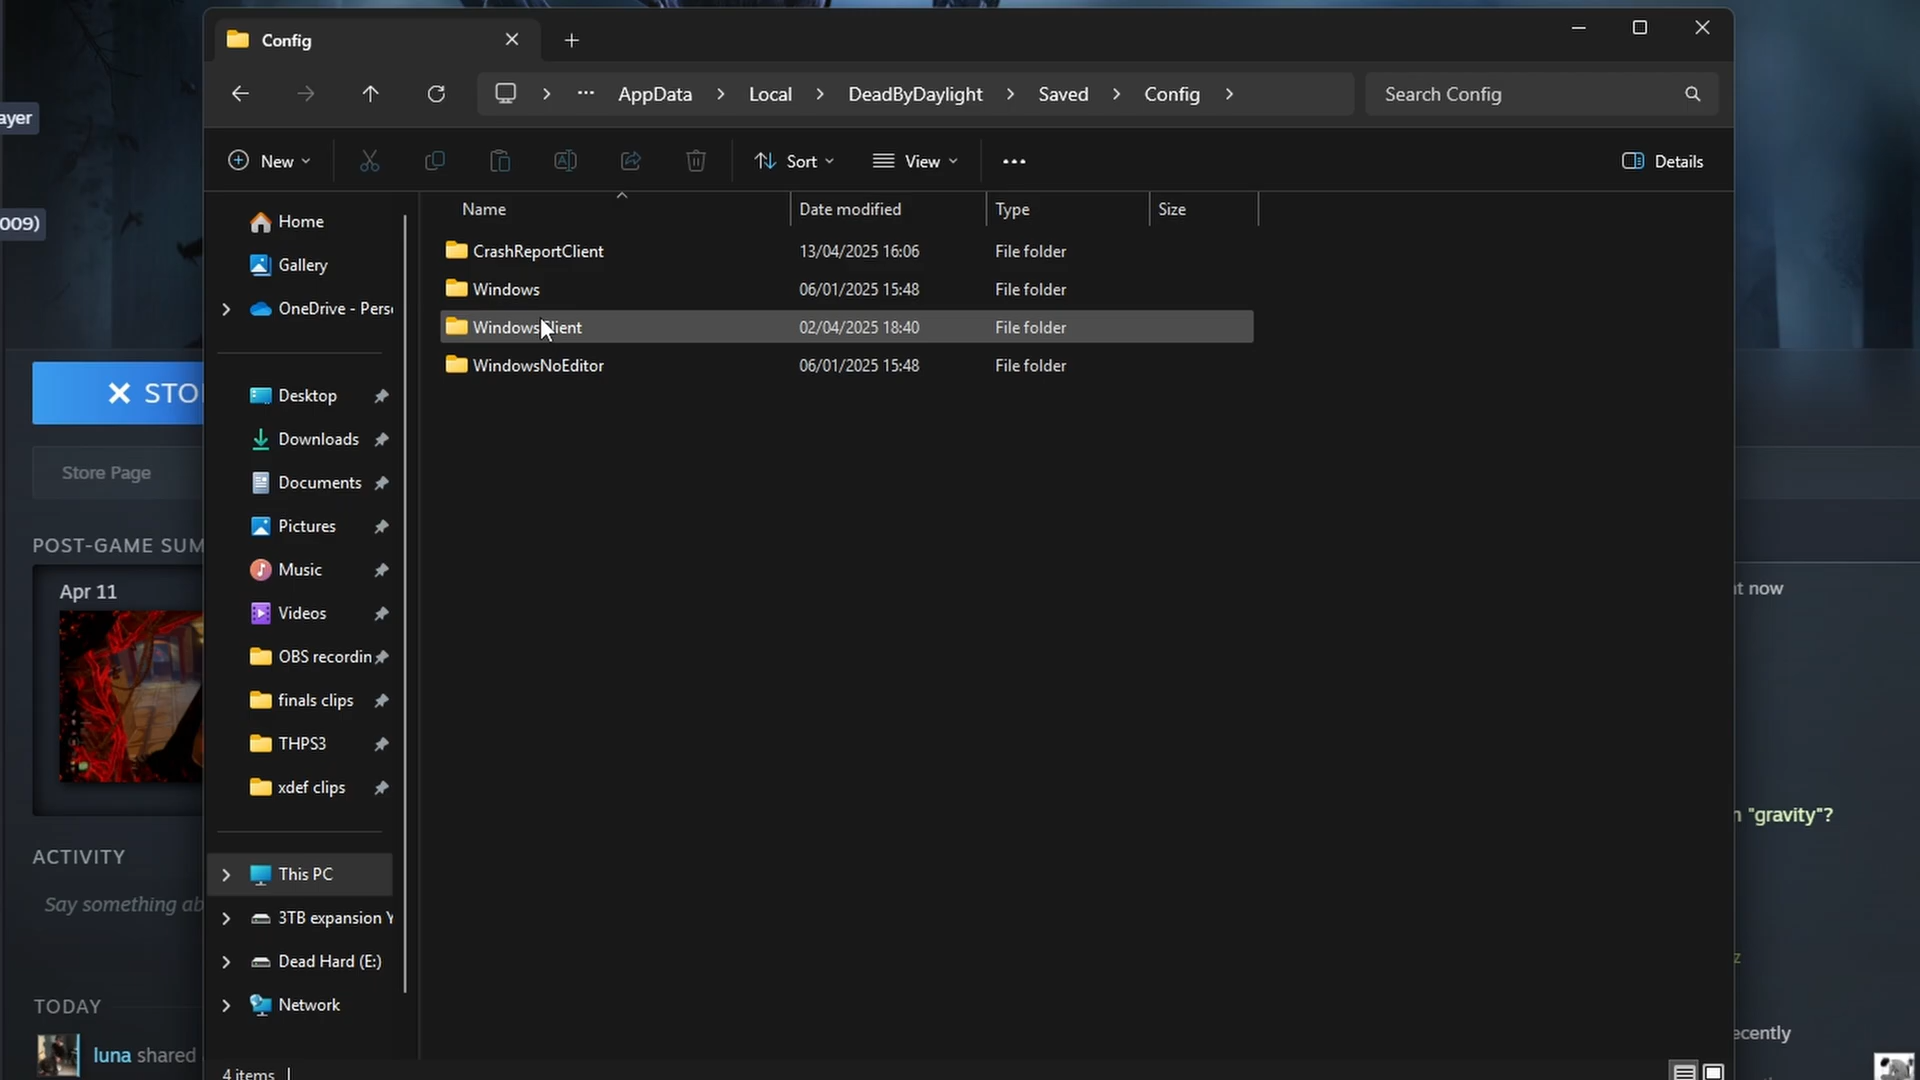 Config
AppData > Local > DeadByDaylight > Saved > Config >
Search Config
New
Sort
View
Details
Name
Date modified
Type
Size
CrashReportClient 13/04/2025 16:06 File folder
Windows 06/01/2025 15:48 File folder
WindowsClient 02/04/2025 18:40 File folder
WindowsNoEditor 06/01/2025 15:48 File folder
Home
Gallery
OneDrive - Perso
Desktop
Downloads
Documents
Pictures
Music
Videos
OBS recordin
finals clips
THPS3
xdef clips
This PC
3TB expansion
Dead Hard (E:)
Network
4 items
ayer
009)
STO
Store Page
POST-GAME SUM
Apr 11
ACTIVITY
Say something ab
TODAY
luna shared
t now
"gravity"?
z
ecently